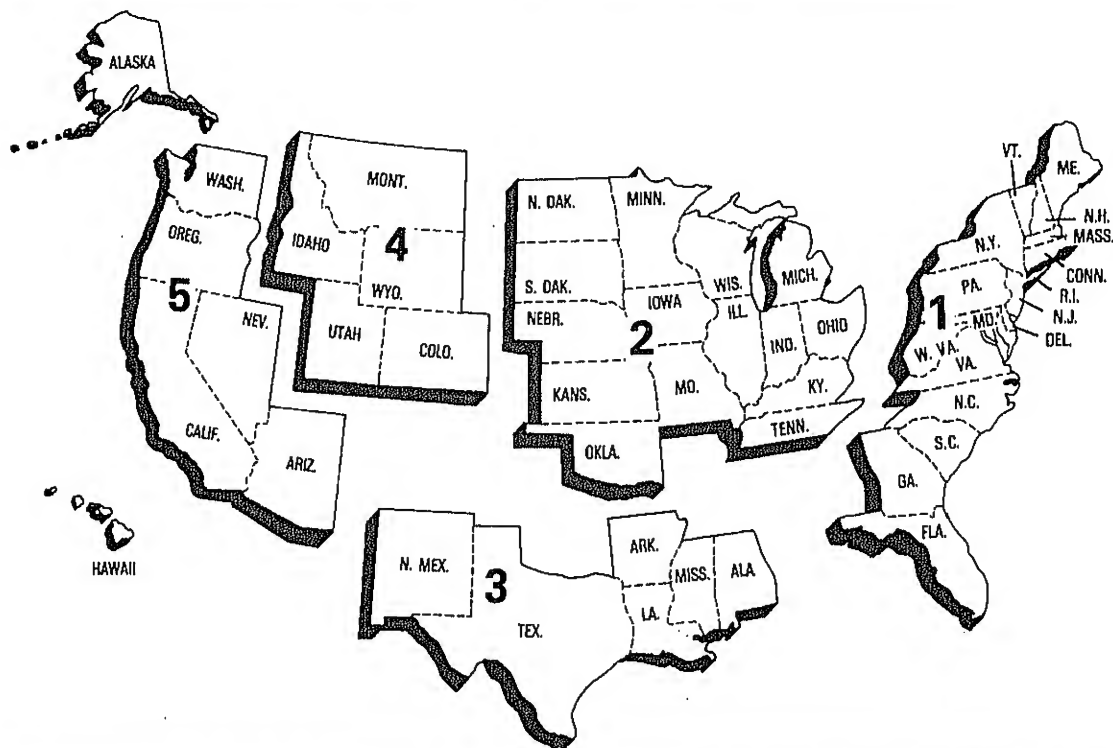 ALASKA
WASH.
OREG.
5
NEV.
CALIF.
ARIZ.
HAWAII
MONT.
IDAHO
4
WYO.
UTAH
COLO.
N. DAK.
MINN.
S. DAK.
WIS.
MICH.
NEBR.
IOWA
2
ILL.
IND.
OHIO
KANS.
MO.
KY.
OKLA.
TENN.
N. MEX.
3
TEX.
ARK.
LA.
MISS.
ALA
VT.
ME.
N.H.
MASS.
N.Y.
CONN.
PA.
R.I.
1
N.J.
MD.
DEL.
W. VA.
VA.
N.C.
S.C.
GA.
FLA.